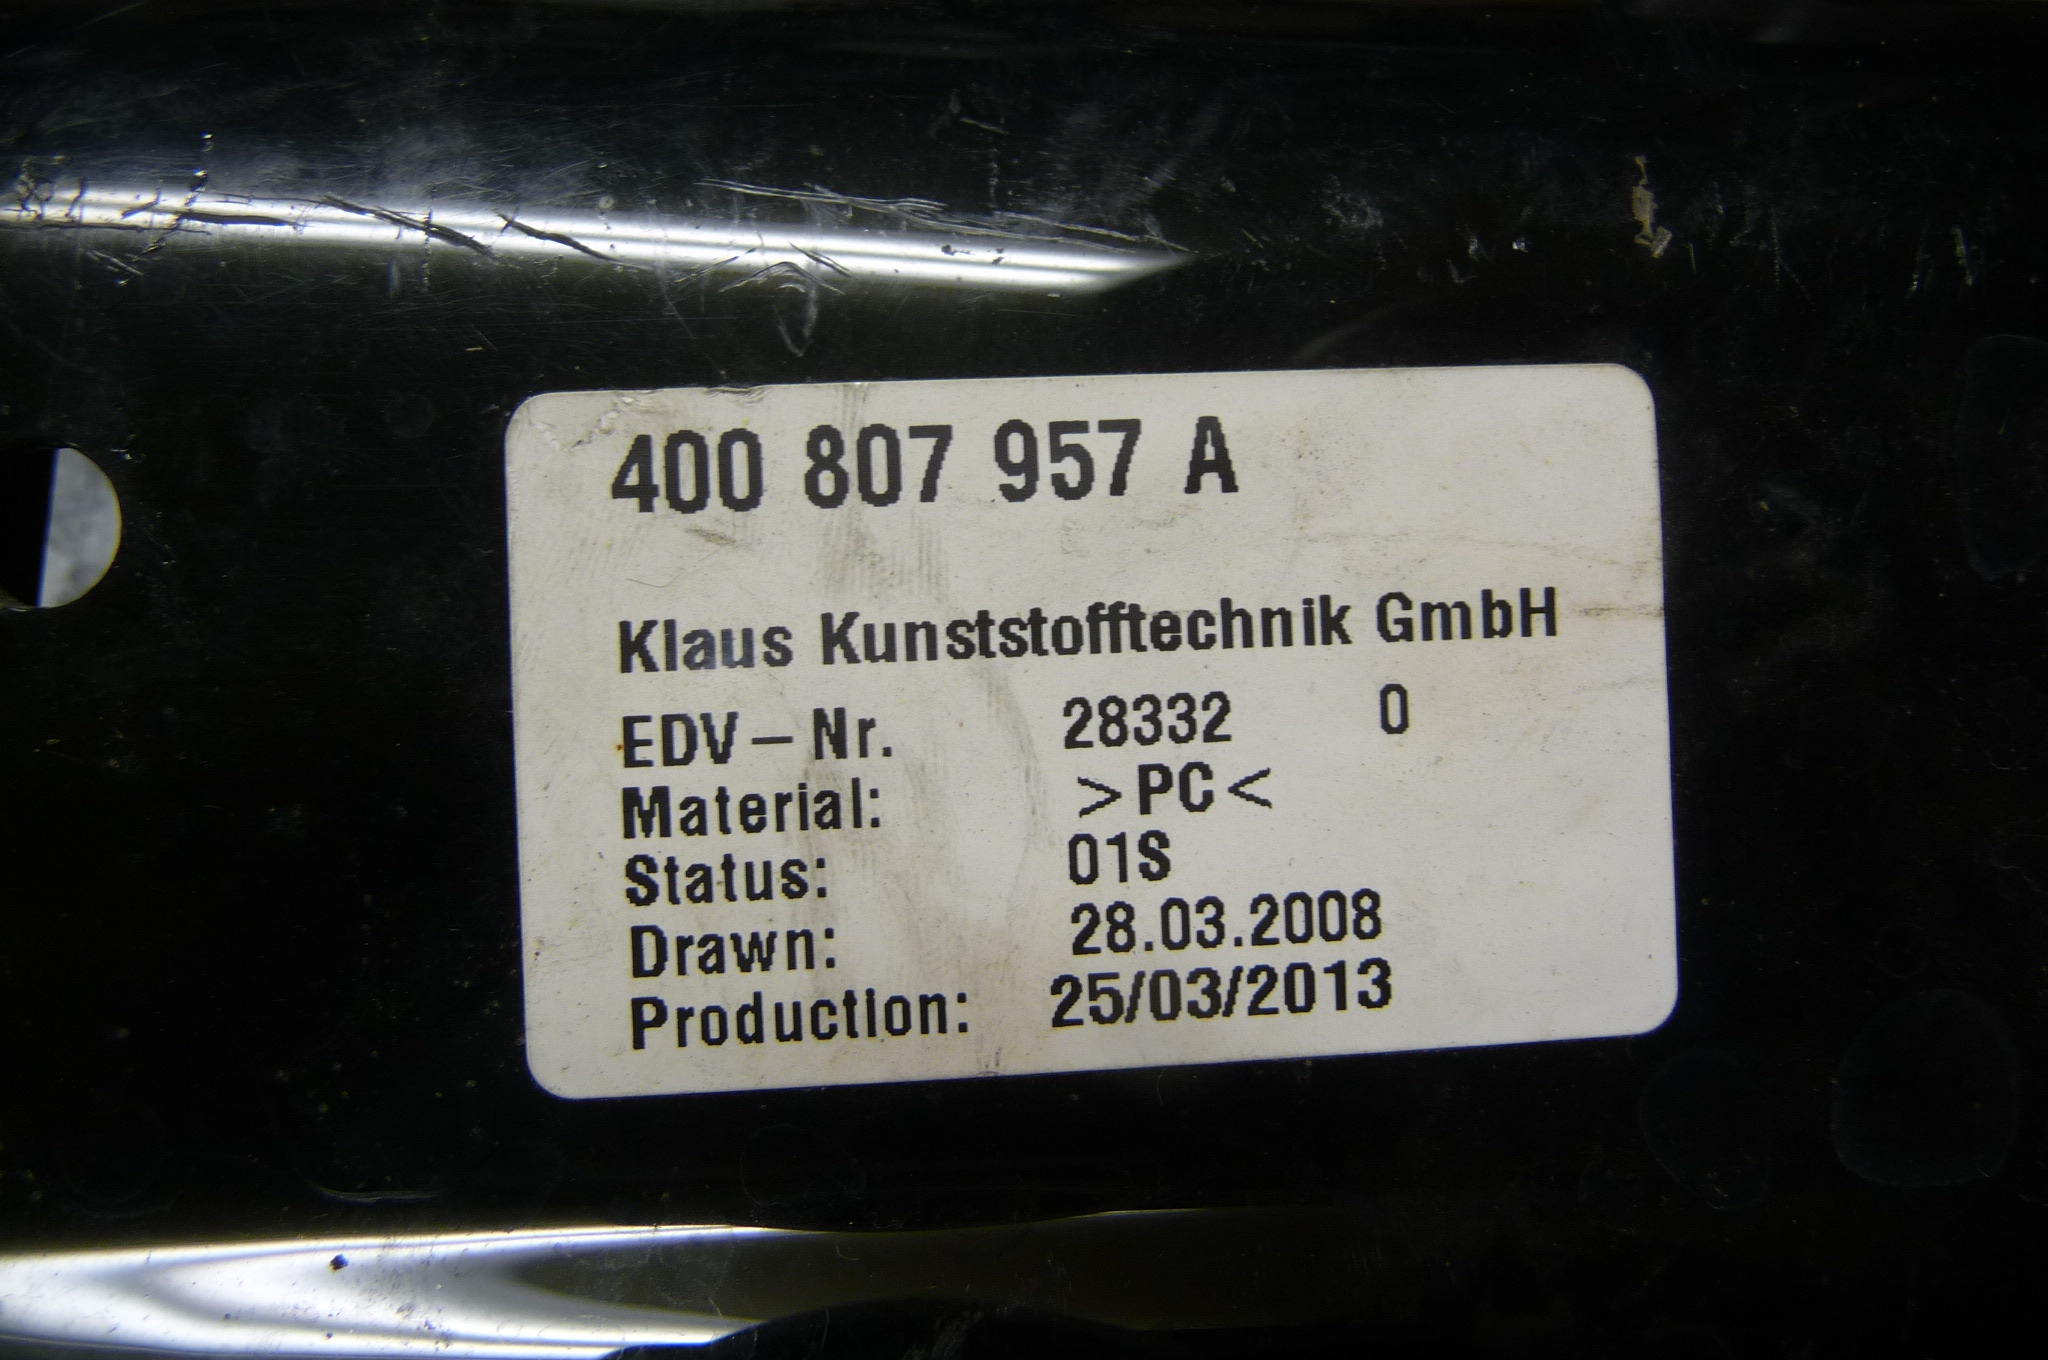 400 807 957 A
Klaus Kunststofftechnik GmbH
EDV-Nr. 28332 0
Material: >PC<
Status: 01S
Drawn: 28.03.2008
Production: 25/03/2013